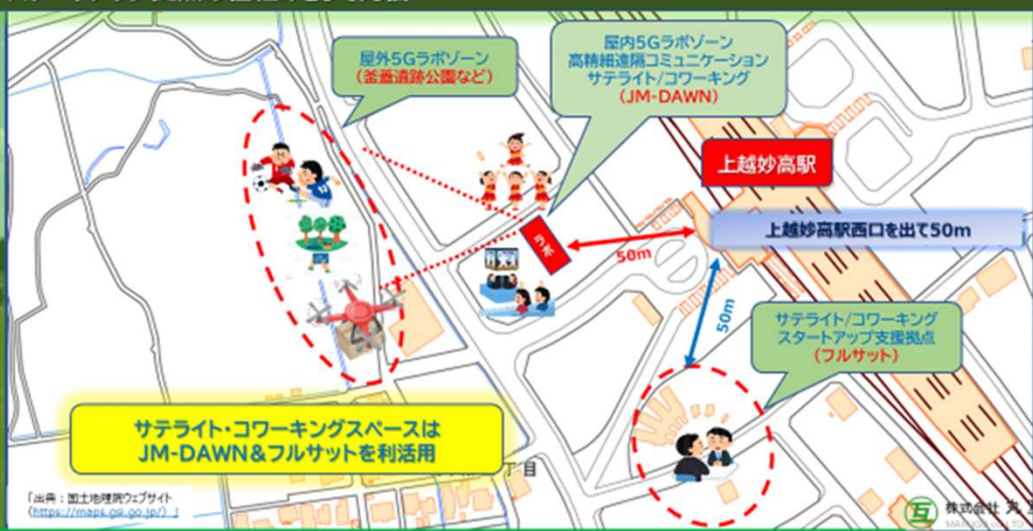 屋外5Gラボゾーン
(釜蓋遺跡公園など)
屋内5Gラボゾーン
高精細遠隔コミュニケーション
サテライト/コワーキング
(JM-DAWN)
上越妙高駅
上越妙高駅西口を出て50m
ラボ
50m
50m
サテライト/コワーキング
スタートアップ支援拠点
(フルサット)
サテライト・コワーキングスペースは
JM-DAWN&フルサットを利活用
丁目
「出典：国土地理院ウェブサイト
(https://maps.gsi.go.jp/)」
株式会社